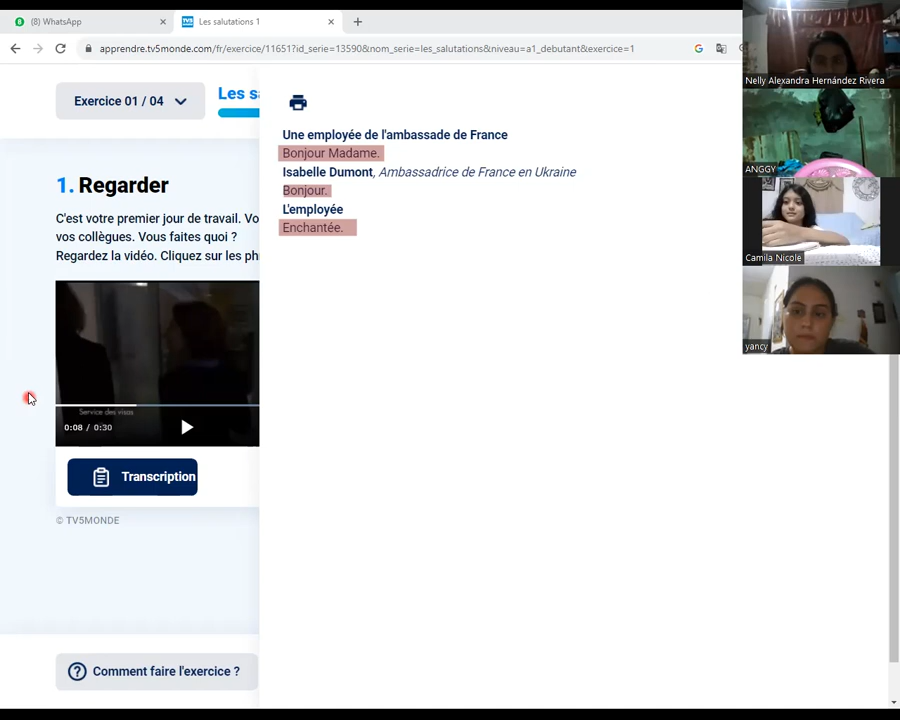 (8) WhatsApp
Les salutations 1
apprendre.tv5monde.com/fr/exercice/11651?id_serie=13590&nom_serie=les_salutations&niveau=a1_debutant&exercice=1
Exercice 01 / 04
Les sa
1. Regarder
C'est votre premier jour de travail. Vo
vos collègues. Vous faites quoi ?
Regardez la vidéo. Cliquez sur les ph
Service des visas
0:08 / 0:30
Transcription
© TV5MONDE
Comment faire l'exercice ?
Une employée de l'ambassade de France
Bonjour Madame.
Isabelle Dumont, Ambassadrice de France en Ukraine
Bonjour.
L'employée
Enchantée.
Nelly Alexandra Hernández Rivera
ANGGY
Camila Nicole
yancy